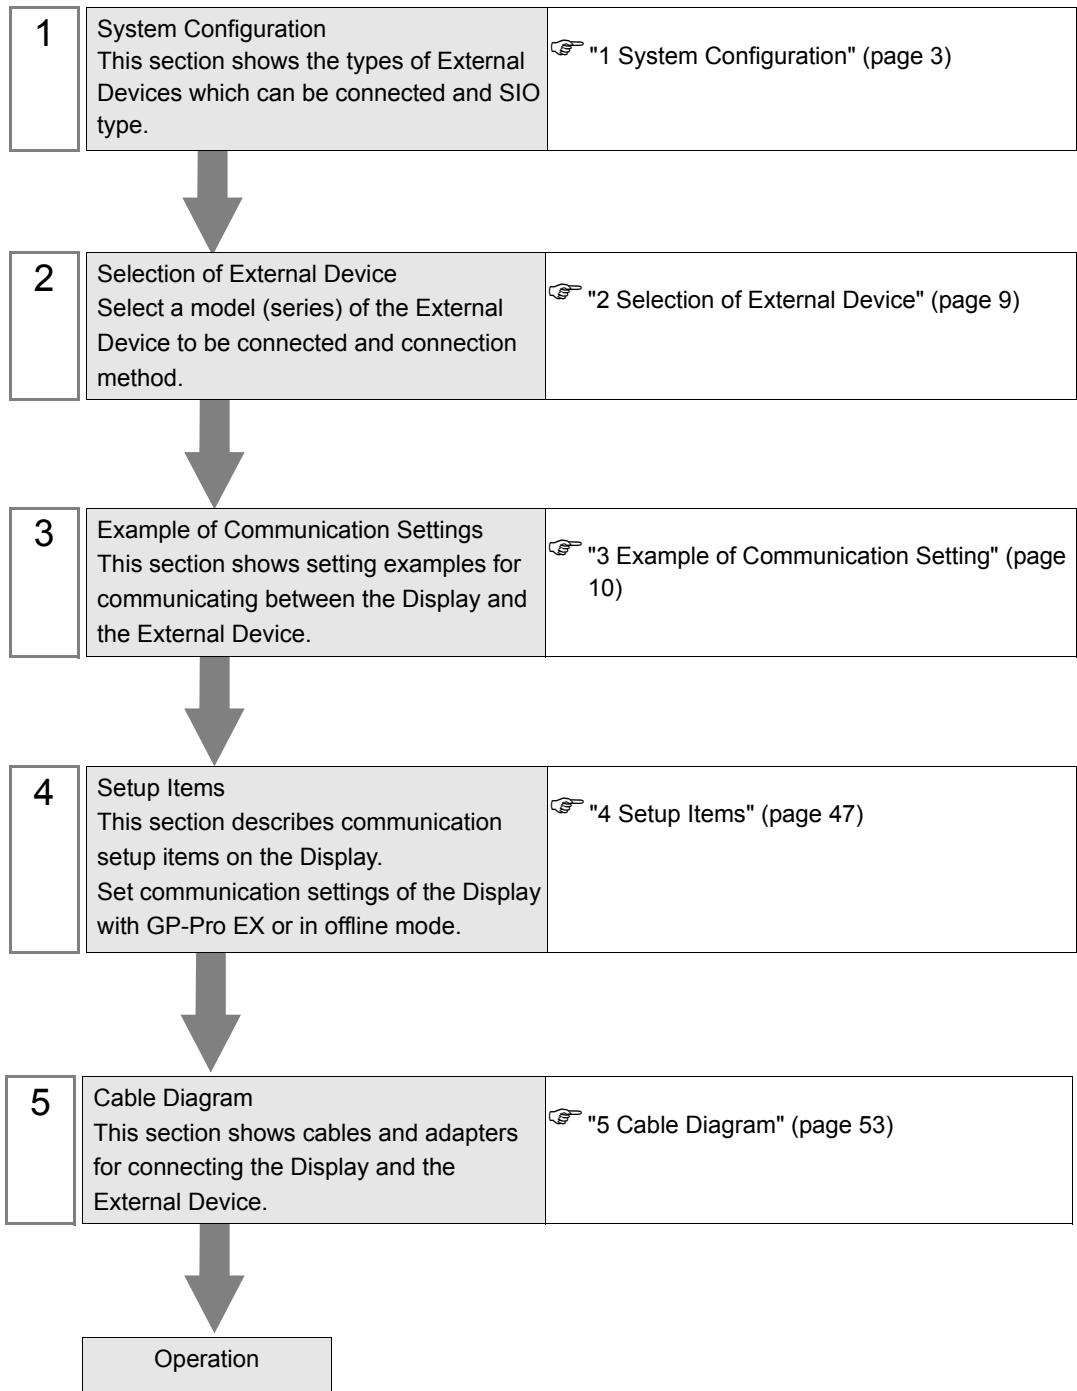 1
System Configuration
This section shows the types of External
Devices which can be connected and SIO
type.
"1 System Configuration" (page 3)
2
Selection of External Device
Select a model (series) of the External
Device to be connected and connection
method.
"2 Selection of External Device" (page 9)
3
Example of Communication Settings
This section shows setting examples for
communicating between the Display and
the External Device.
"3 Example of Communication Setting" (page
10)
4
Setup Items
This section describes communication
setup items on the Display.
Set communication settings of the Display
with GP-Pro EX or in offline mode.
"4 Setup Items" (page 47)
5
Cable Diagram
This section shows cables and adapters
for connecting the Display and the
External Device.
"5 Cable Diagram" (page 53)
Operation